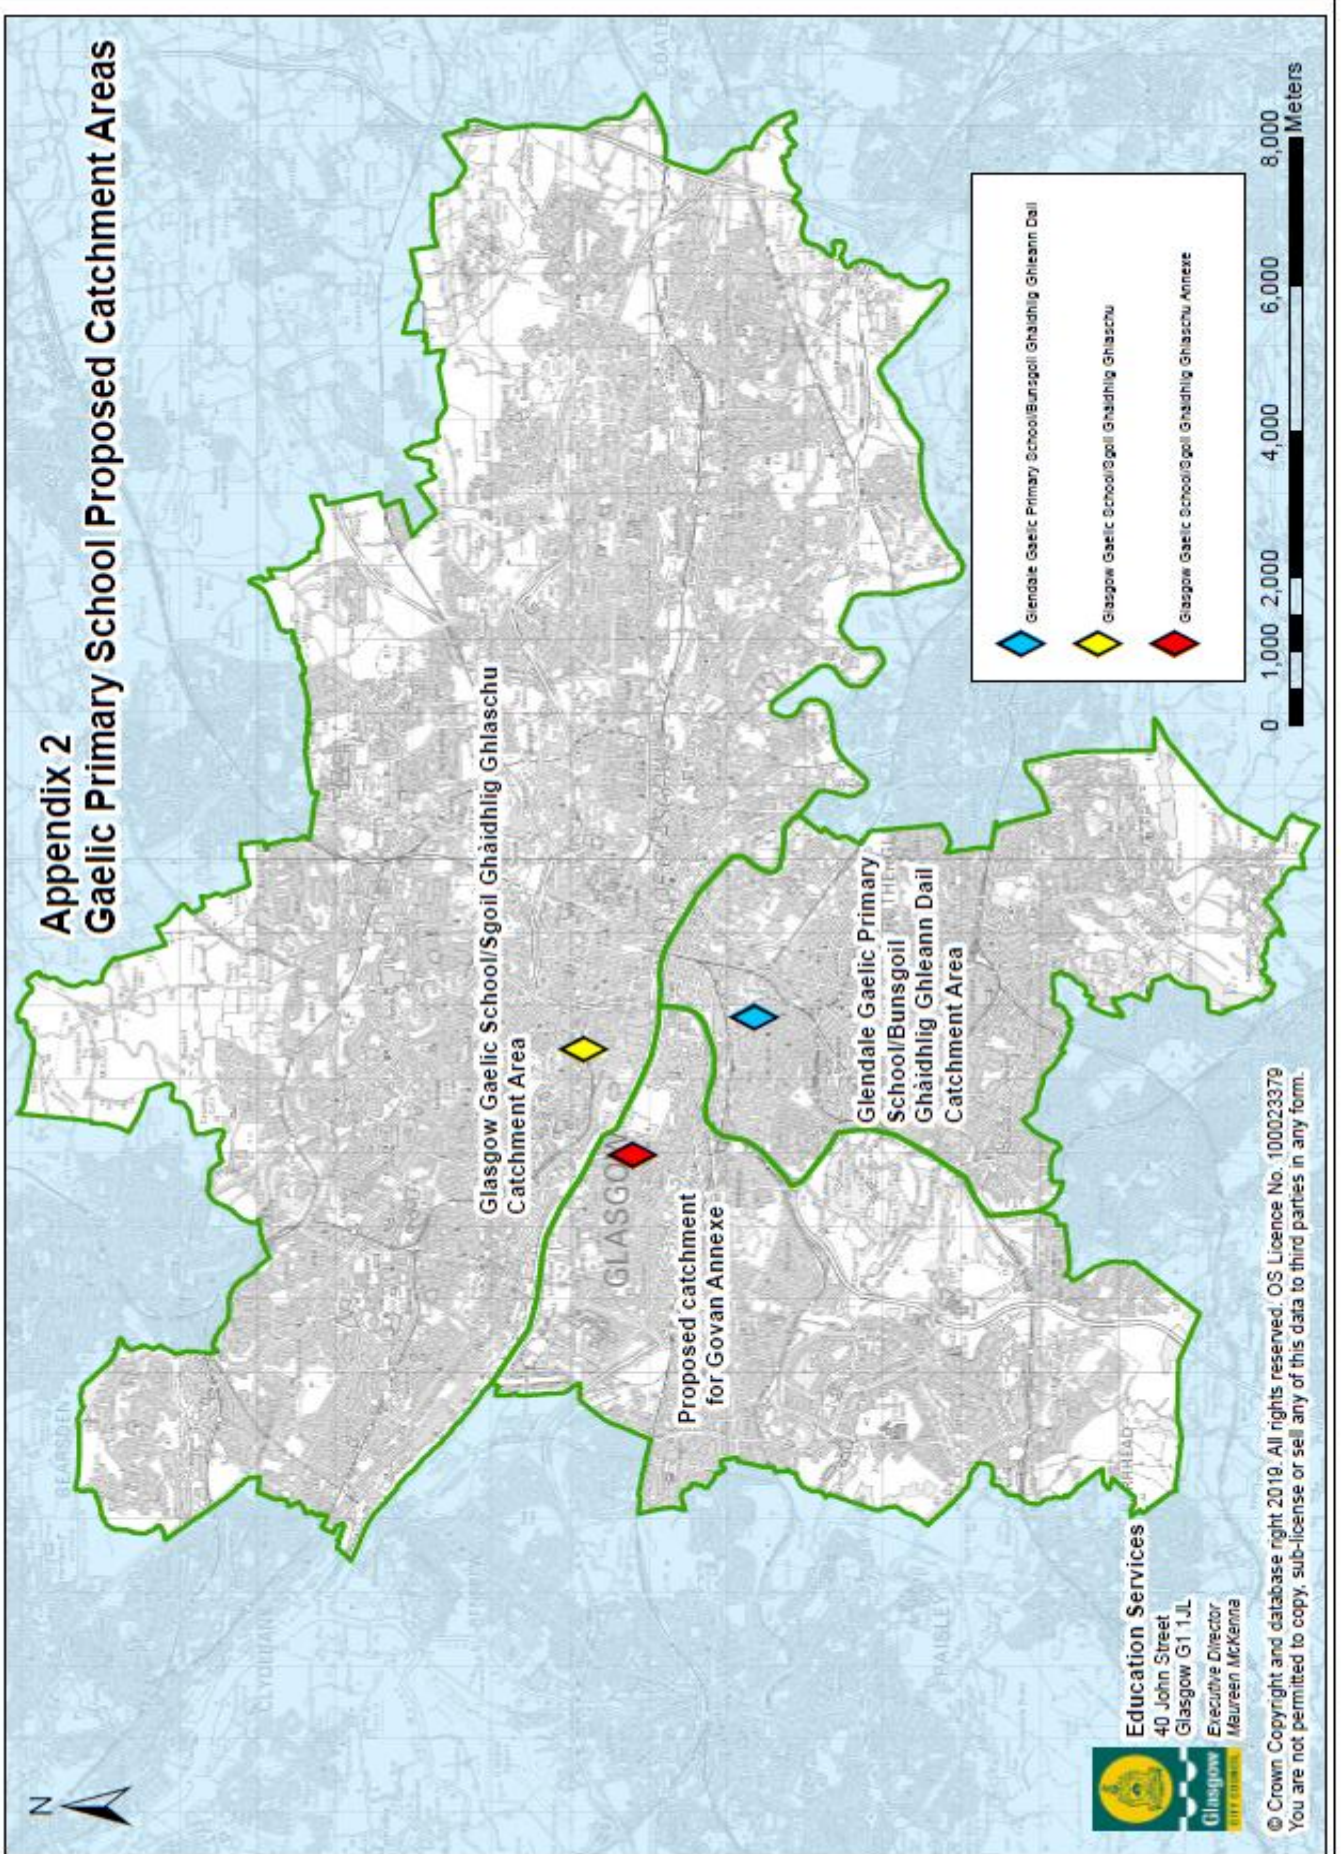 Appendix 2
Gaelic Primary School Proposed Catchment Areas
N
BEARSDEN
Glasgow Gaelic School/Sgoil Ghàidhlig Ghlaschu
Catchment Area
GLASGOW
Proposed catchment
for Govan Annexe
Glendale Gaelic Primary
School/Bunsgoil
Ghàidhlig Ghleann Dail
Catchment Area
PAISLEY
Glendale Gaelic Primary School/Bunsgoil Ghàidhlig Ghleann Dail
Glasgow Gaelic School/Sgoil Ghàidhlig Ghlaschu
Glasgow Gaelic School/Sgoil Ghàidhlig Ghlaschu Annexe
0 1,000 2,000 4,000 6,000 8,000
Meters
Glasgow
CITY COUNCIL
Education Services
40 John Street
Glasgow G1 1JL
Executive Director
Maureen McKenna
© Crown Copyright and database right 2019. All rights reserved. OS Licence No. 100023379
You are not permitted to copy, sub-license or sell any of this data to third parties in any form.